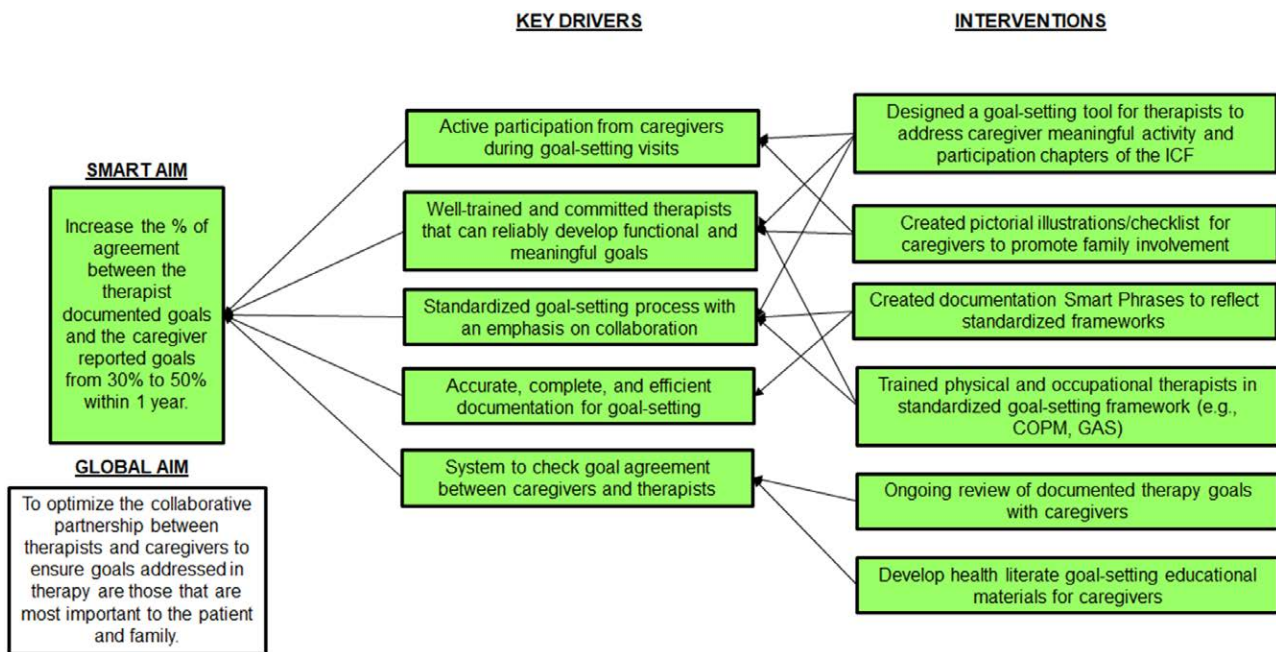 KEY DRIVERS
INTERVENTIONS
SMART AIM
Increase the % of
agreement
between the
therapist
documented goals
and the caregiver
reported goals
from 30% to 50%
within 1 year.
GLOBAL AIM
To optimize the collaborative
partnership between
therapists and caregivers to
ensure goals addressed in
therapy are those that are
most important to the patient
and family.
Active participation from caregivers
during goal-setting visits
Well-trained and committed therapists
that can reliably develop functional and
meaningful goals
Standardized goal-setting process with
an emphasis on collaboration
Accurate, complete, and efficient
documentation for goal-setting
System to check goal agreement
between caregivers and therapists
Designed a goal-setting tool for therapists to
address caregiver meaningful activity and
participation chapters of the ICF
Created pictorial illustrations/checklist for
caregivers to promote family involvement
Created documentation Smart Phrases to reflect
standardized frameworks
Trained physical and occupational therapists in
standardized goal-setting framework (e.g.,
COPM, GAS)
Ongoing review of documented therapy goals
with caregivers
Develop health literate goal-setting educational
materials for caregivers